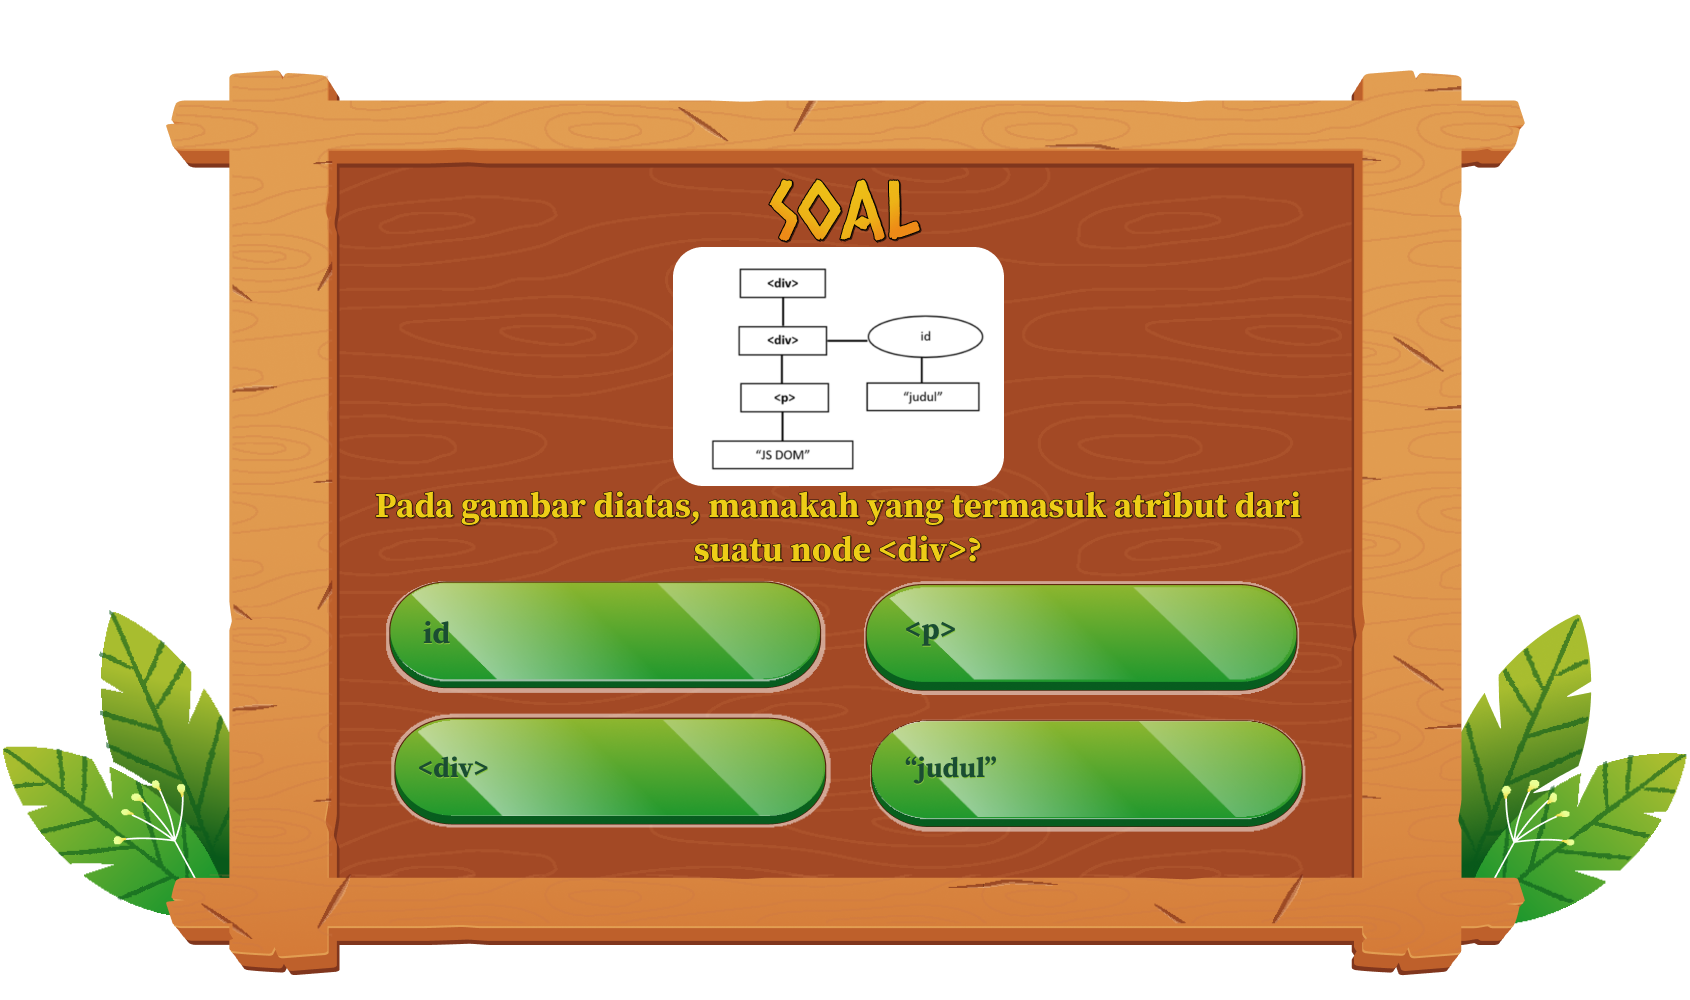 SOAL
<div>
<div>
id
<p>
“judul”
“JS DOM”
Pada gambar diatas, manakah yang termasuk atribut dari
suatu node <div>?
id
<p>
<div>
“judul”